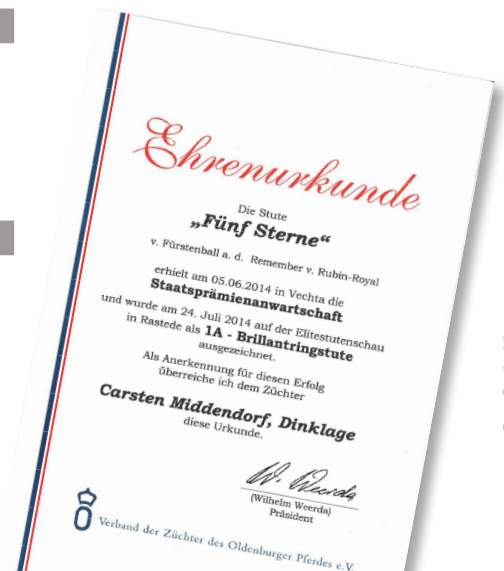 Ehrenurkunde
Die Stute
„Fünf Sterne“
v. Fürstenball a. d. Remember v. Rubin-Royal
erhielt am 05.06.2014 in Vechta die
Staatsprämienanwartschaft
und wurde am 24. Juli 2014 auf der Elitestutenschau
in Rastede als 1A - Brillantringstute
ausgezeichnet.
Als Anerkennung für diesen Erfolg
überreiche ich dem Züchter
Carsten Middendorf, Dinklage
diese Urkunde.
W. Weerda
(Wilhelm Weerda)
Präsident
Verband der Züchter des Oldenburger Pferdes e.V.